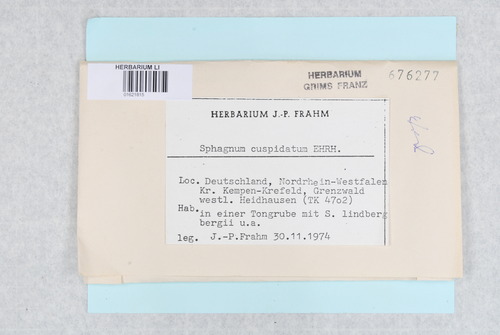 HERBARIUM LI
HERBARIUM
GRIMS FRANZ
676277
HERBARIUM J.-P. FRAHM
Sphagnum cuspidatum EHRH.
Loc. Deutschland, Nordrhein-Westfalen
Kr. Kempen-Krefeld, Grenzwald
westl. Heidhausen (TK 4702)
Hab. in einer Tongrube mit S. lindberg
bergii u.a.
leg. J.-P.Frahm 30.11.1974